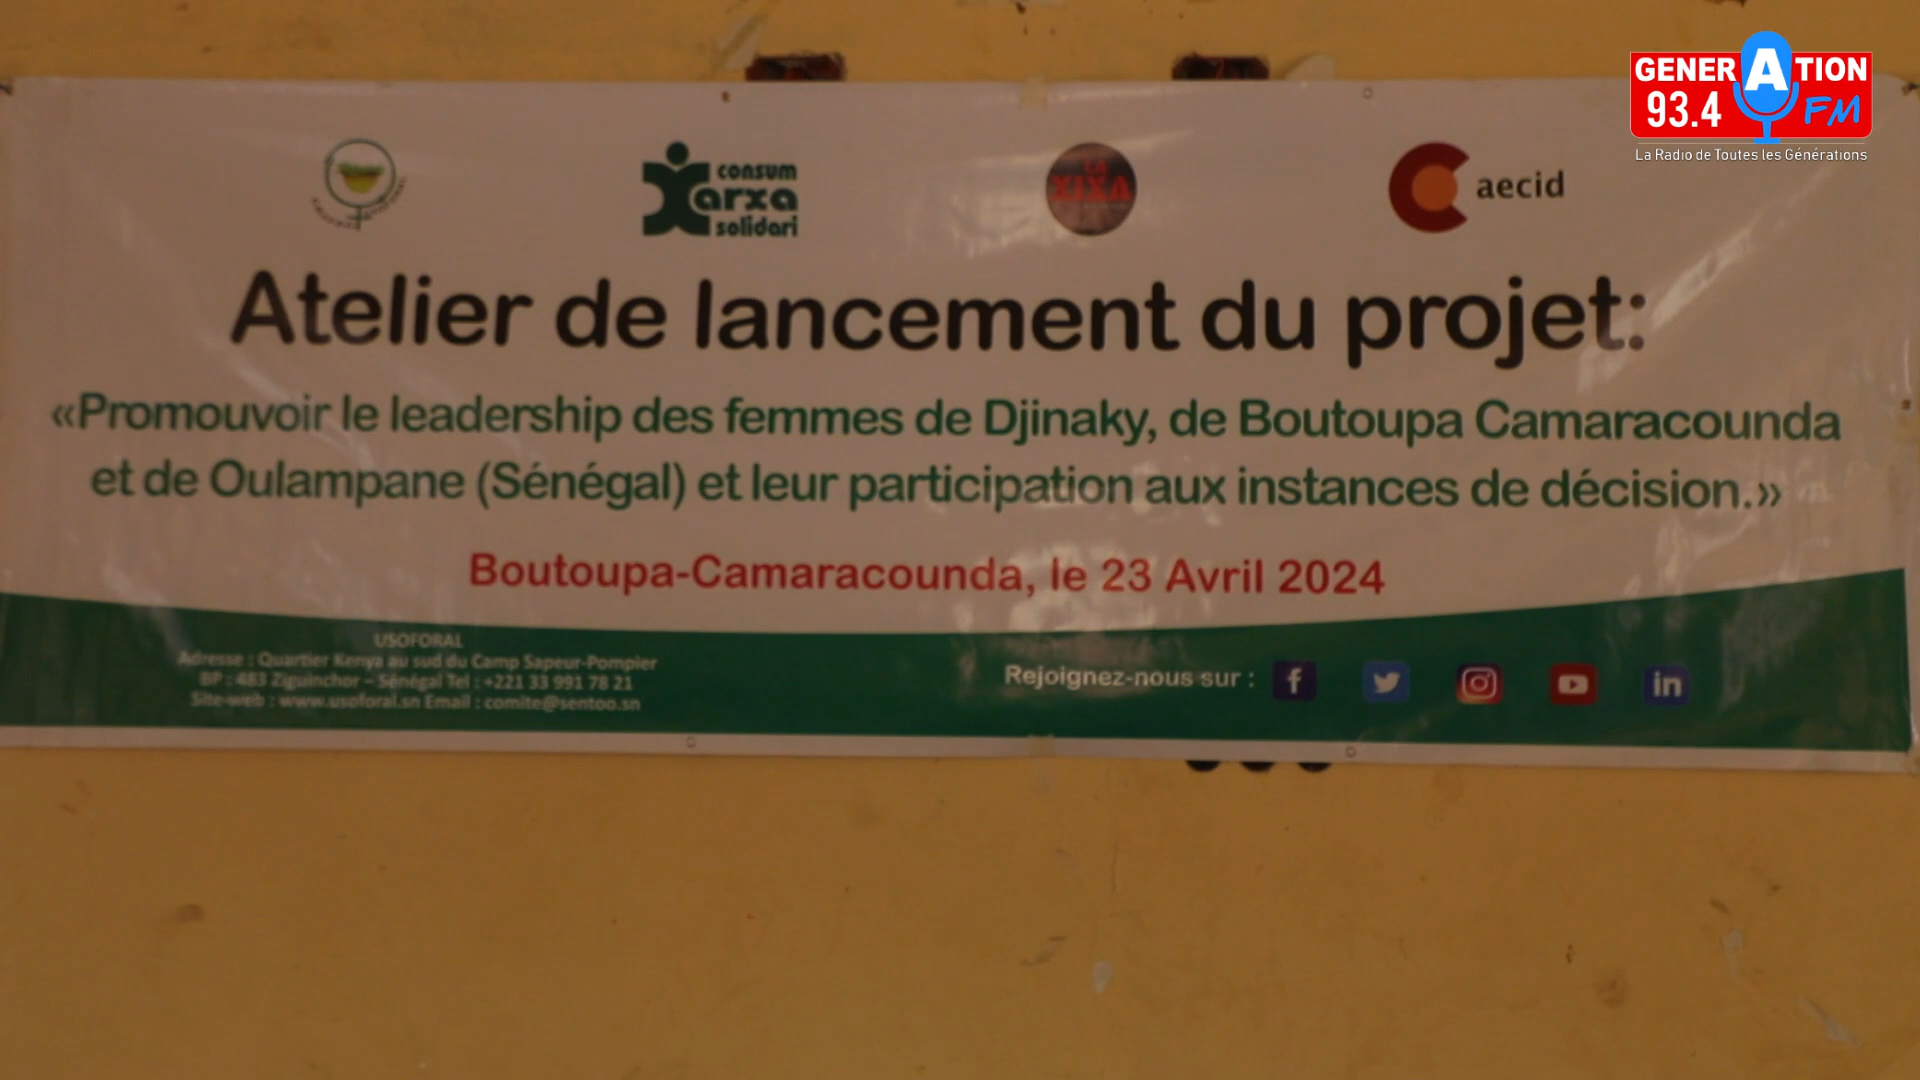 GENERATION
93.4 FM
La Radio de Toutes les Générations
consum
arxa
solidari
LA
XIXA
aecid
Atelier de lancement du projet:
«Promouvoir le leadership des femmes de Djinaky, de Boutoupa Camaracounda
et de Oulampane (Sénégal) et leur participation aux instances de décision.»
Boutoupa-Camaracounda, le 23 Avril 2024
USOFORAL
Adresse : Quartier Kenya au sud du Camp Sapeur-Pompier
BP : 483 Ziguinchor – Sénégal Tel : +221 33 991 78 21
Site-web : www.usoforal.sn Email : comite@sentoo.sn
Rejoignez-nous sur :